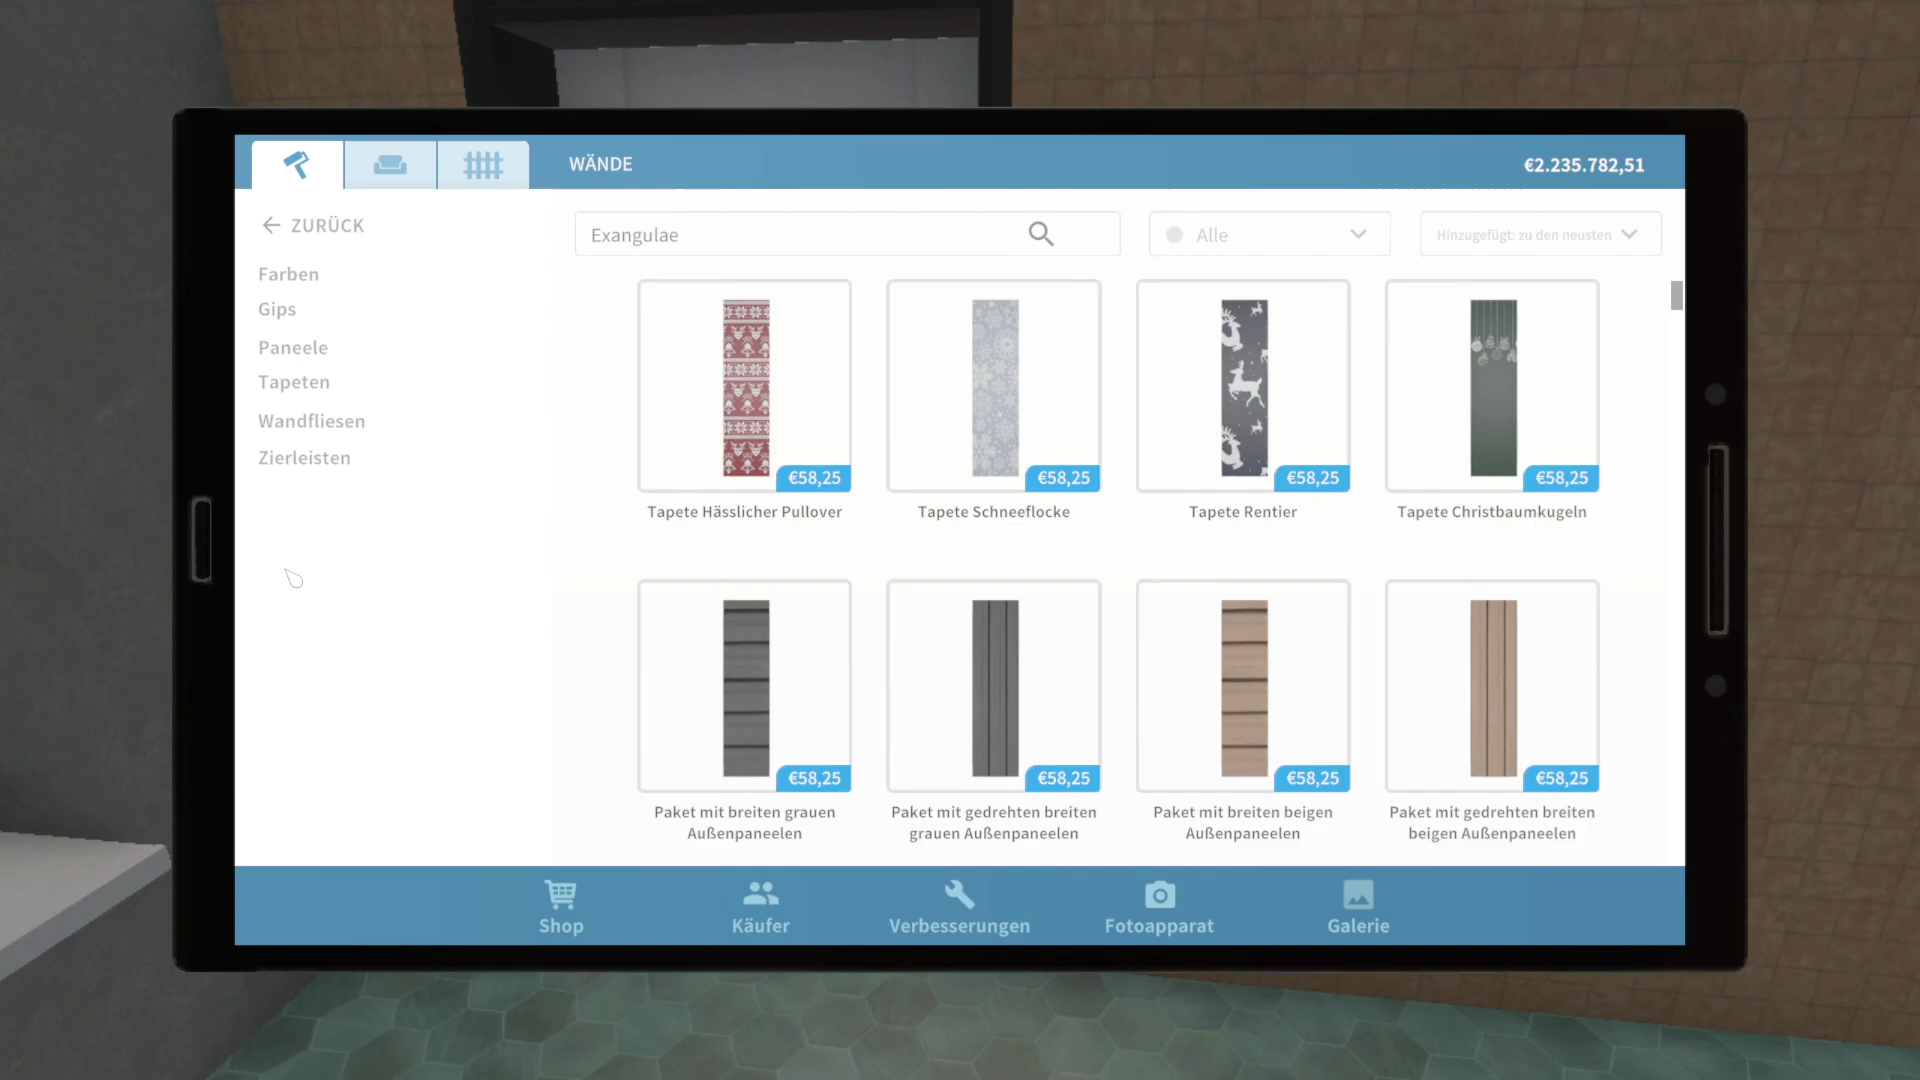 WÄNDE
€2.235.782,51
ZURÜCK
Farben
Gips
Paneele
Tapeten
Wandfliesen
Zierleisten
Exangulae
Alle
Hinzugefügt: zu den neusten
€58,25
€58,25
€58,25
€58,25
Tapete Hässlicher Pullover
Tapete Schneeflocke
Tapete Rentier
Tapete Christbaumkugeln
€58,25
€58,25
€58,25
€58,25
Paket mit breiten grauen
Außenpaneelen
Paket mit gedrehten breiten
grauen Außenpaneelen
Paket mit breiten beigen
Außenpaneelen
Paket mit gedrehten breiten
beigen Außenpaneelen
Shop
Käufer
Verbesserungen
Fotoapparat
Galerie